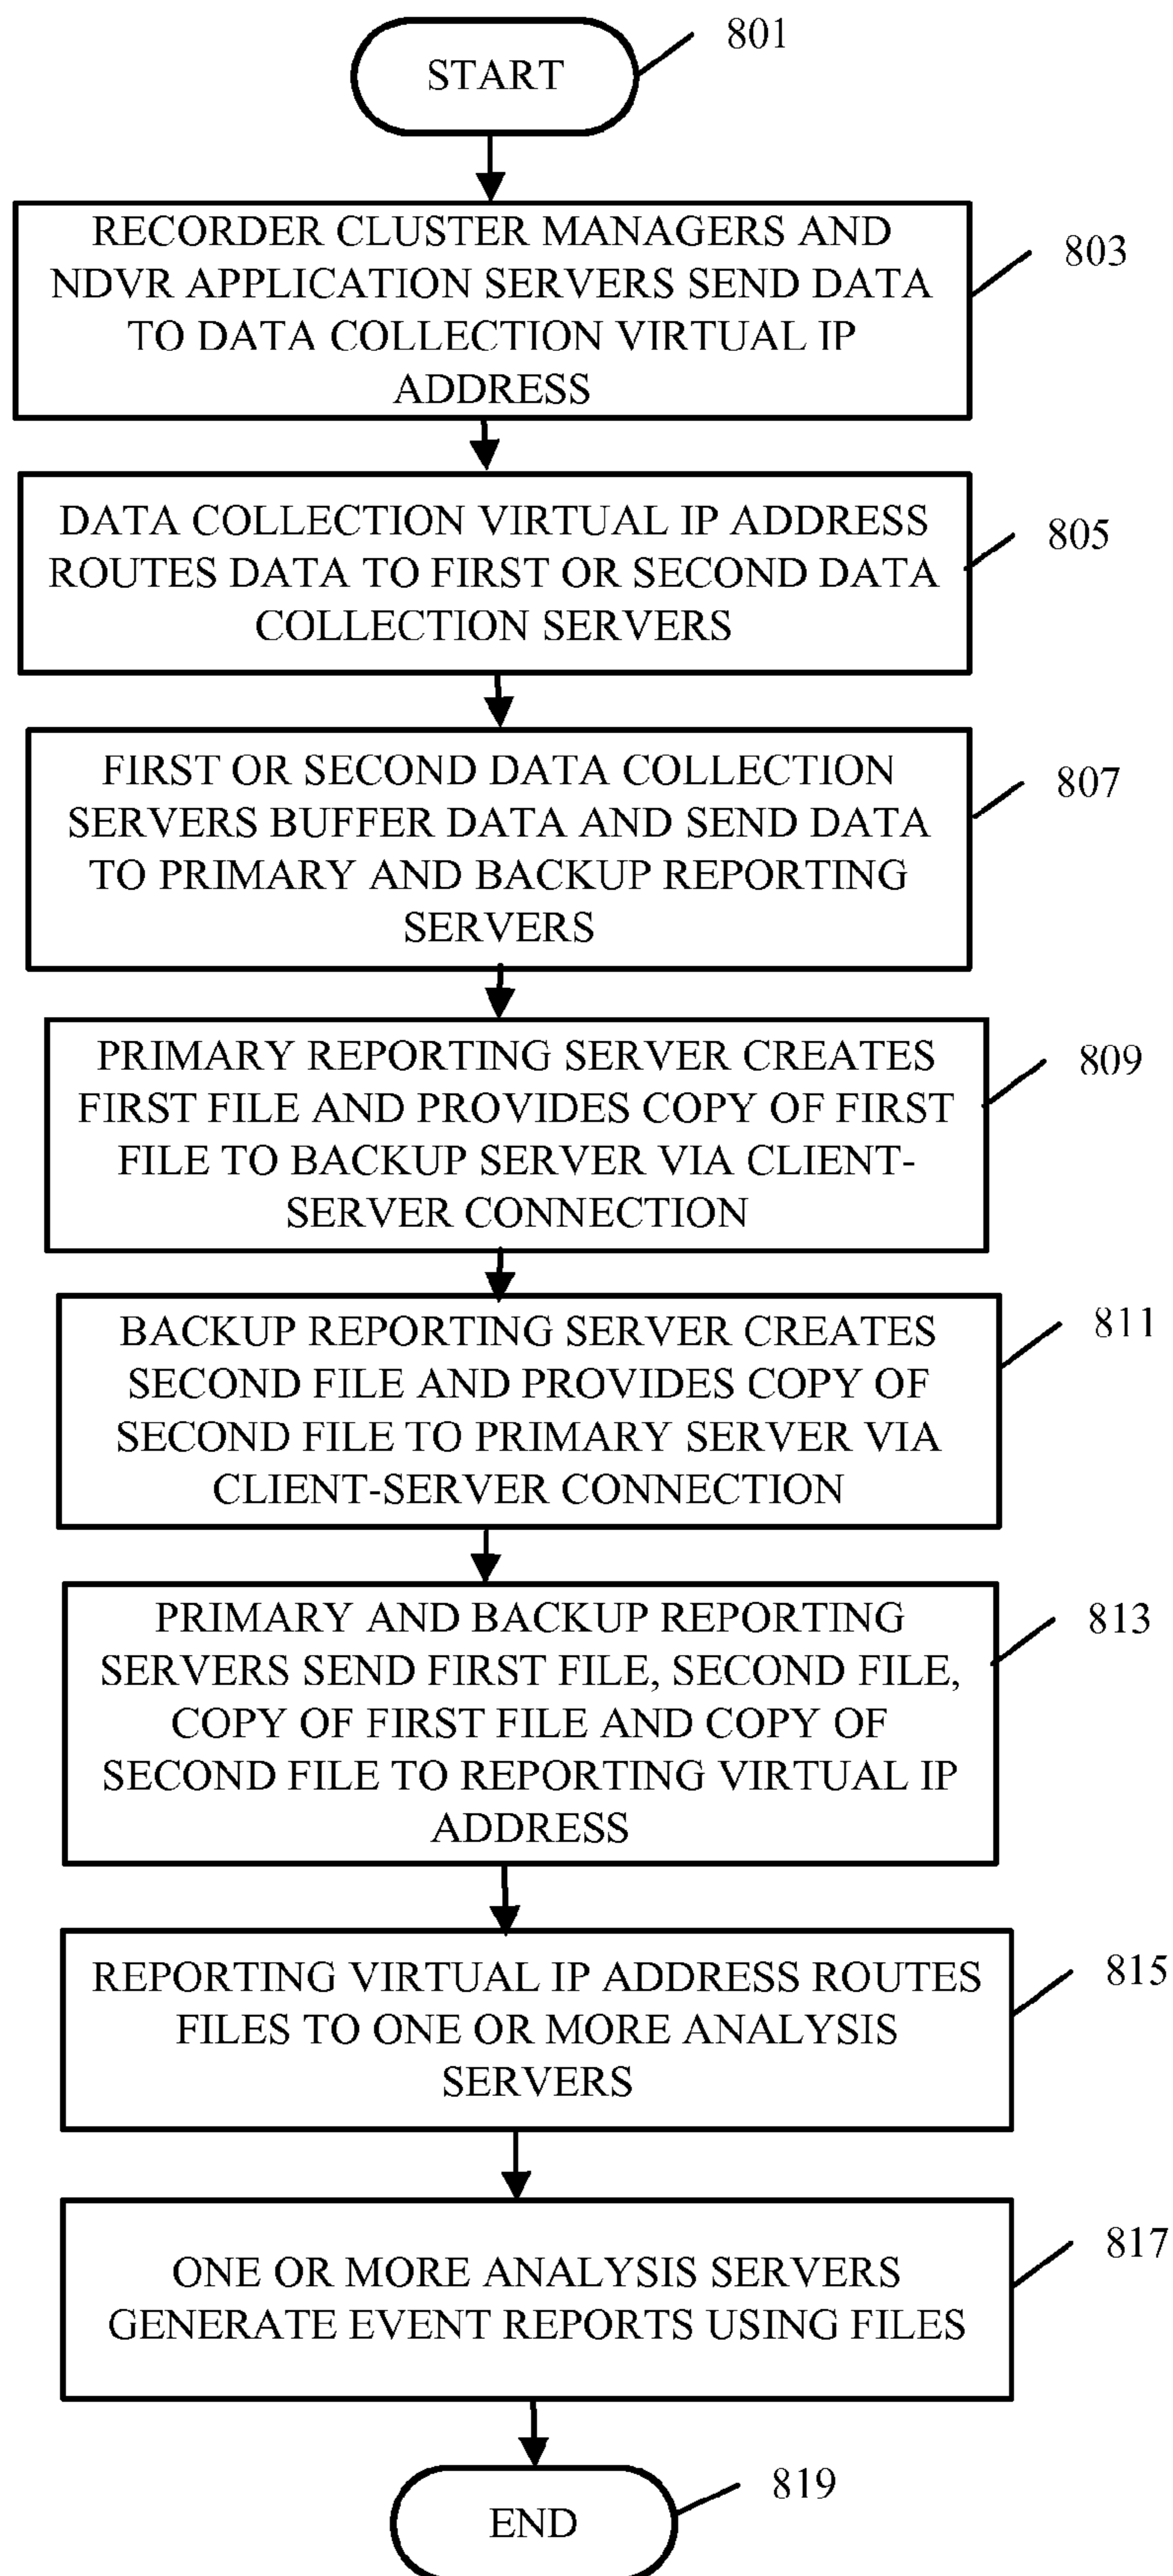 START
801
RECORDER CLUSTER MANAGERS AND
NDVR APPLICATION SERVERS SEND DATA
TO DATA COLLECTION VIRTUAL IP
ADDRESS
803
DATA COLLECTION VIRTUAL IP ADDRESS
ROUTES DATA TO FIRST OR SECOND DATA
COLLECTION SERVERS
805
FIRST OR SECOND DATA COLLECTION
SERVERS BUFFER DATA AND SEND DATA
TO PRIMARY AND BACKUP REPORTING
SERVERS
807
PRIMARY REPORTING SERVER CREATES
FIRST FILE AND PROVIDES COPY OF FIRST
FILE TO BACKUP SERVER VIA CLIENT-
SERVER CONNECTION
809
BACKUP REPORTING SERVER CREATES
SECOND FILE AND PROVIDES COPY OF
SECOND FILE TO PRIMARY SERVER VIA
CLIENT-SERVER CONNECTION
811
PRIMARY AND BACKUP REPORTING
SERVERS SEND FIRST FILE, SECOND FILE,
COPY OF FIRST FILE AND COPY OF
SECOND FILE TO REPORTING VIRTUAL IP
ADDRESS
813
REPORTING VIRTUAL IP ADDRESS ROUTES
FILES TO ONE OR MORE ANALYSIS
SERVERS
815
ONE OR MORE ANALYSIS SERVERS
GENERATE EVENT REPORTS USING FILES
817
END
819